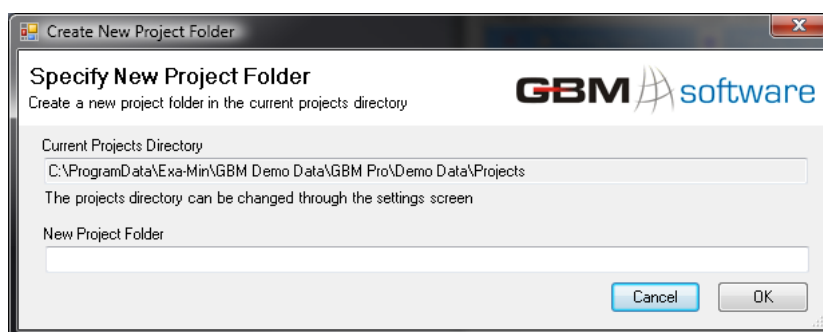 Create New Project Folder
Specify New Project Folder
Create a new project folder in the current projects directory
GBM software
Current Projects Directory
C:\ProgramData\Exa-Min\GBM Demo Data\GBM Pro\Demo Data\Projects
The projects directory can be changed through the settings screen
New Project Folder
Cancel OK